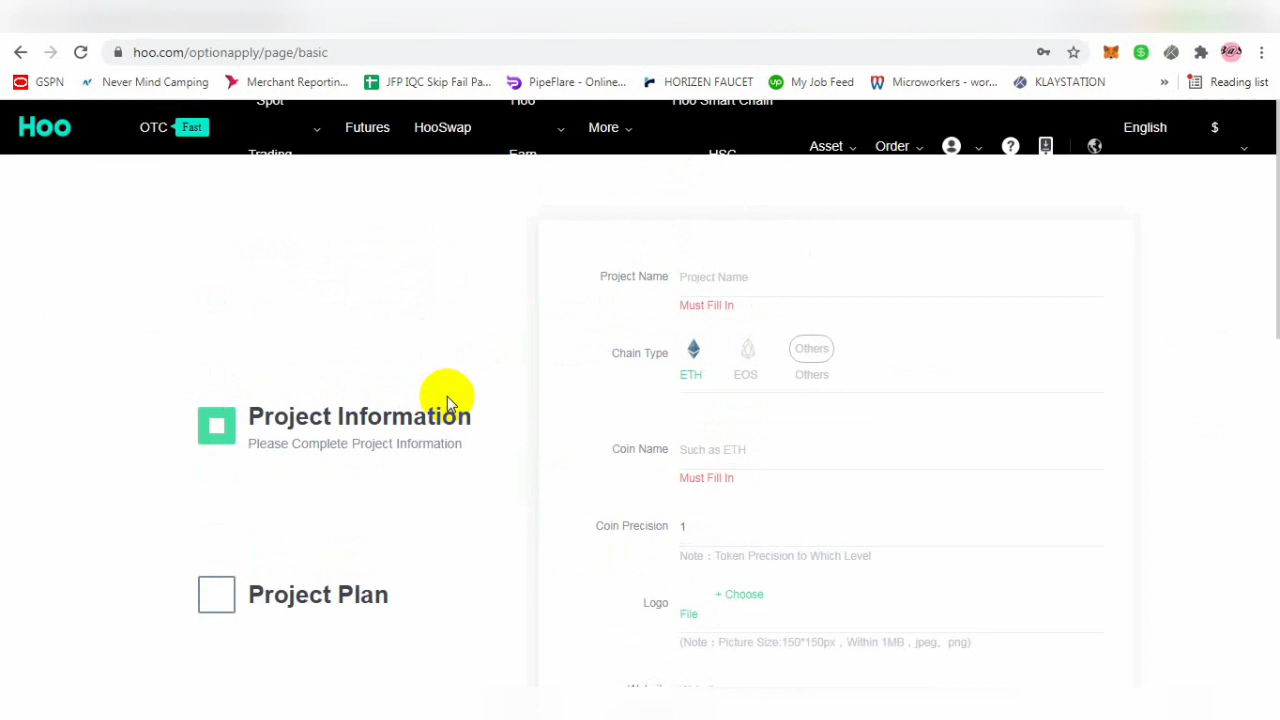 hoo.com/optionapply/page/basic
GSPN Never Mind Camping Merchant Reportin... JFP IQC Skip Fail Pa... PipeFlare - Online... HORIZEN FAUCET My Job Feed Microworkers - wor... KLAYSTATION » Reading list
Spot Hoo Hoo Smart Chain
Hoo OTC Fast Futures HooSwap More English $
Asset Order
Trading Earn HSC
Project Name Project Name
Must Fill In
Chain Type Others
ETH EOS Others
Project Information
Please Complete Project Information
Coin Name Such as ETH
Must Fill In
Coin Precision 1
Note：Token Precision to Which Level
Project Plan
Logo + Choose
File
(Note：Picture Size:150*150px，Within 1MB，jpeg、png)